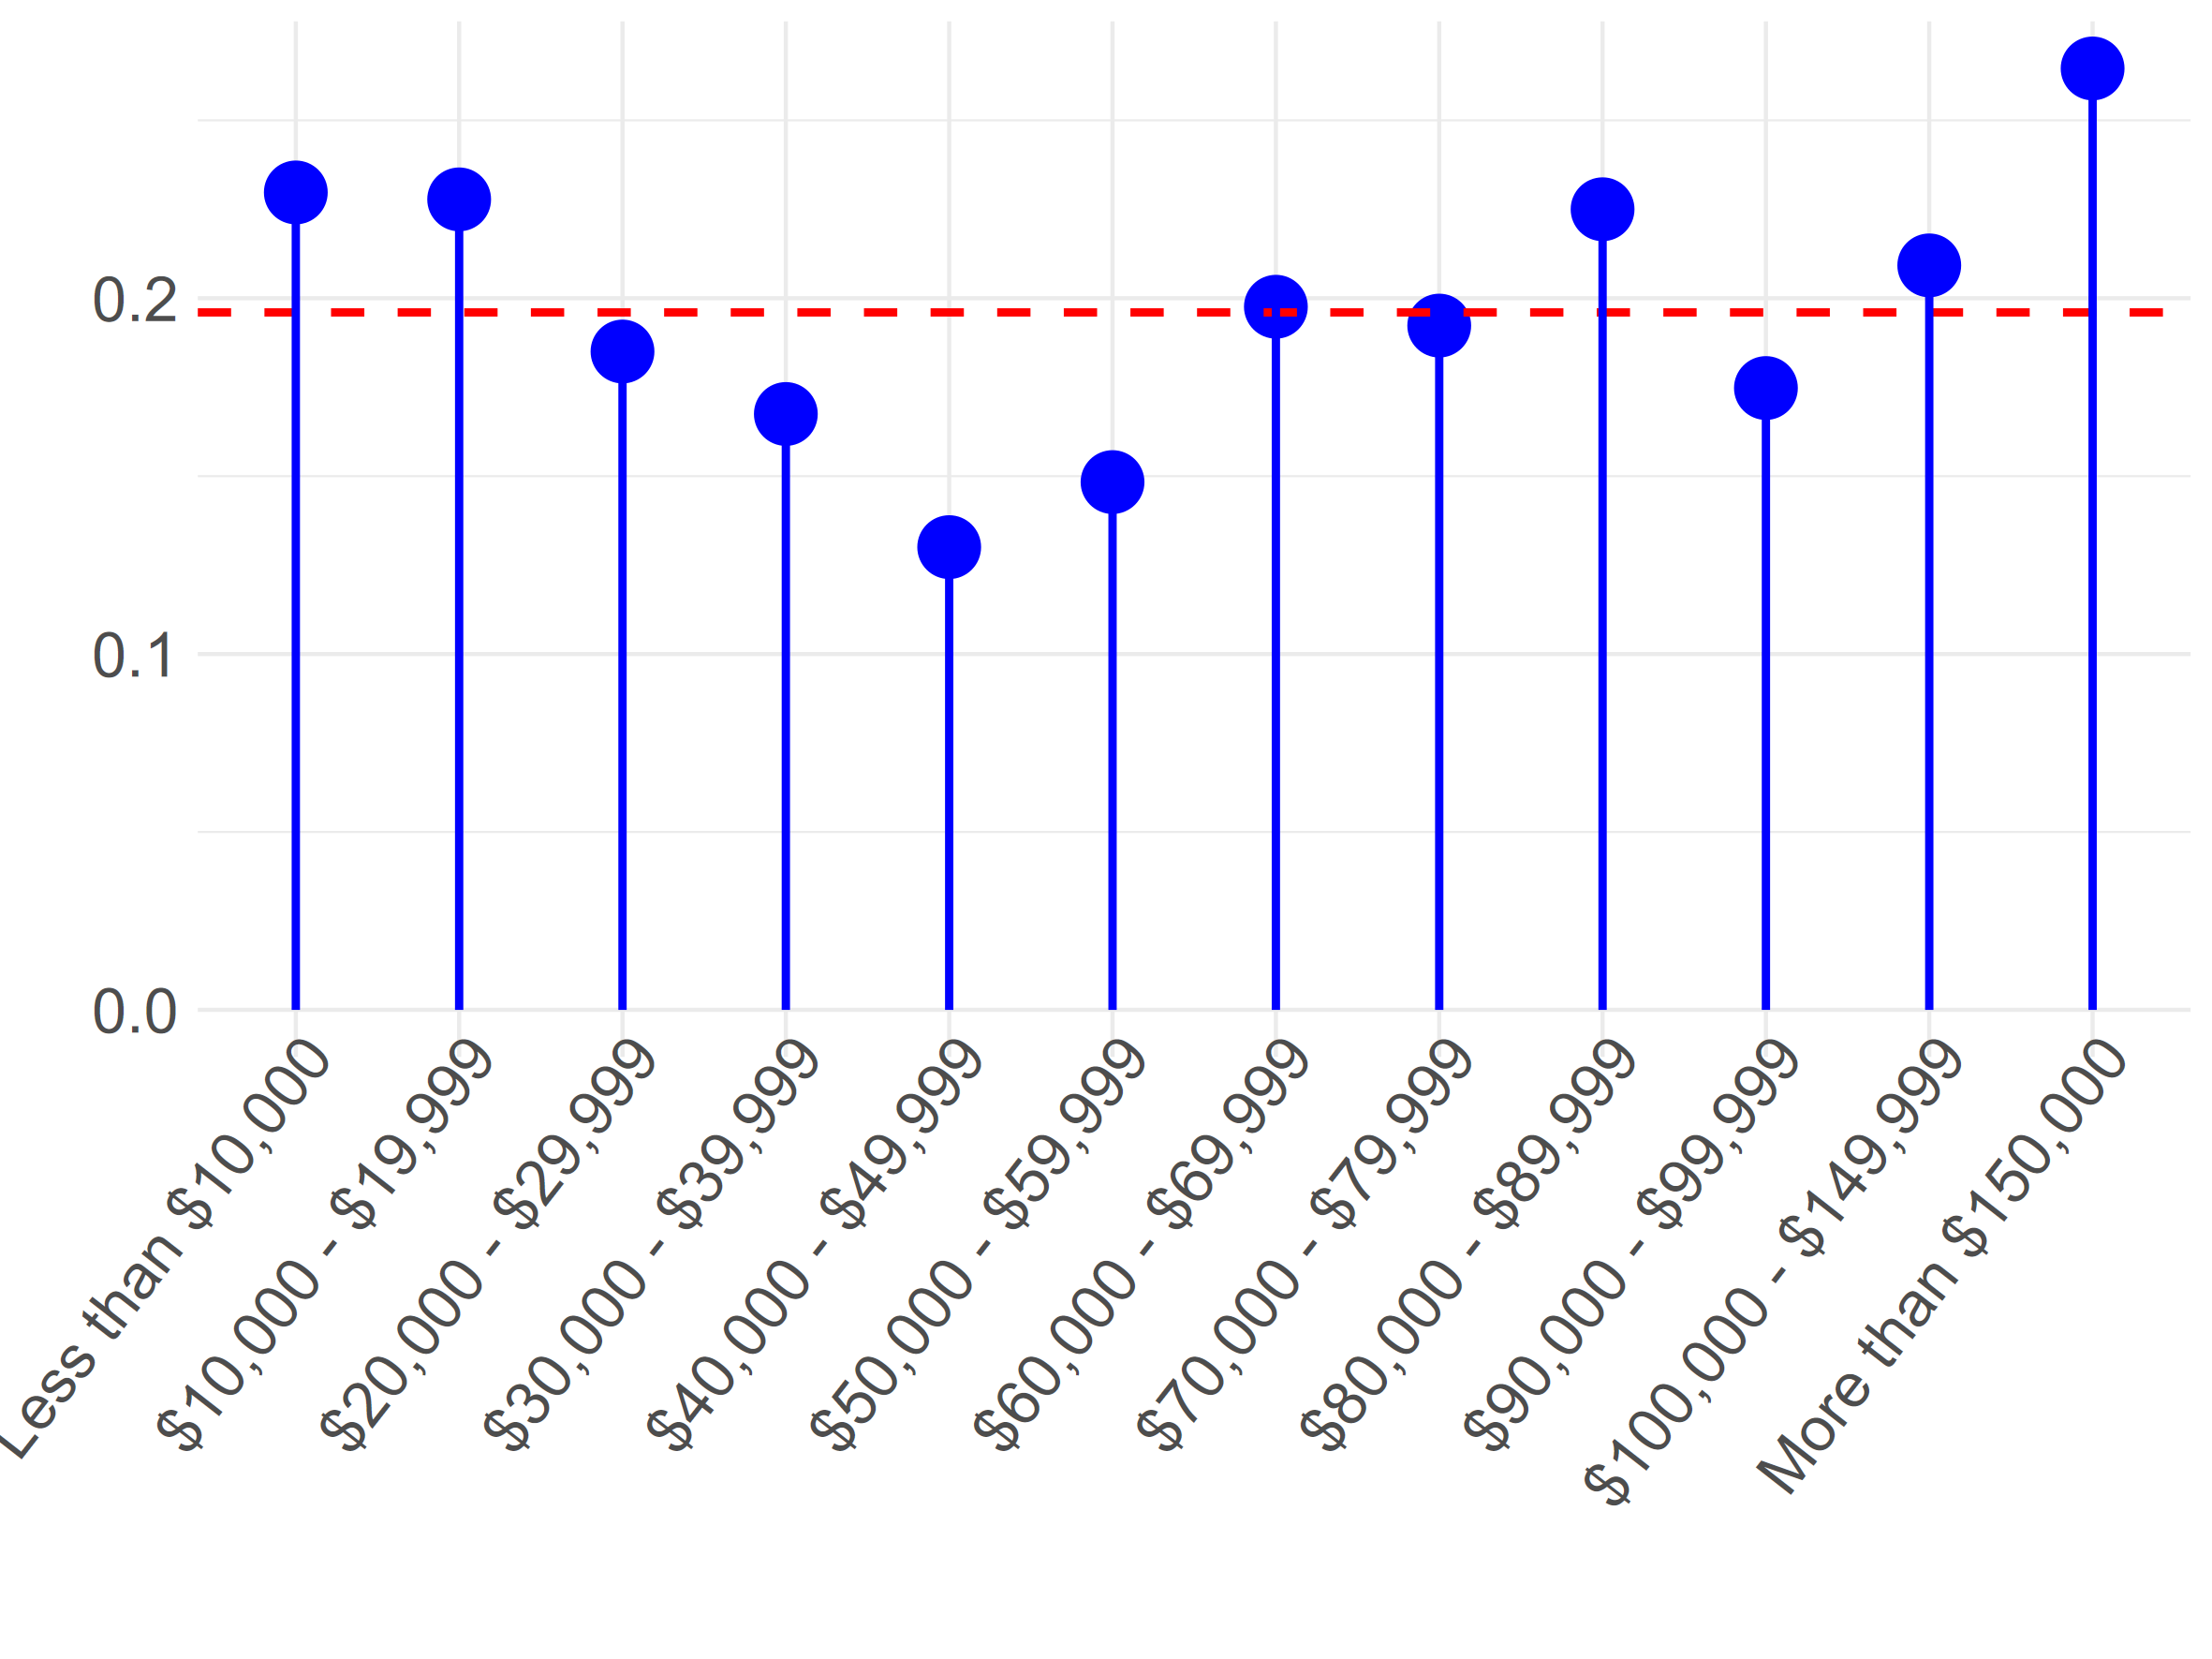 0.2
0.1
0.0
Less than $10,000
$10,000 - $19,999
$20,000 - $29,999
$30,000 - $39,999
$40,000 - $49,999
$50,000 - $59,999
$60,000 - $69,999
$70,000 - $79,999
$80,000 - $89,999
$90,000 - $99,999
$100,000 - $149,999
More than $150,000